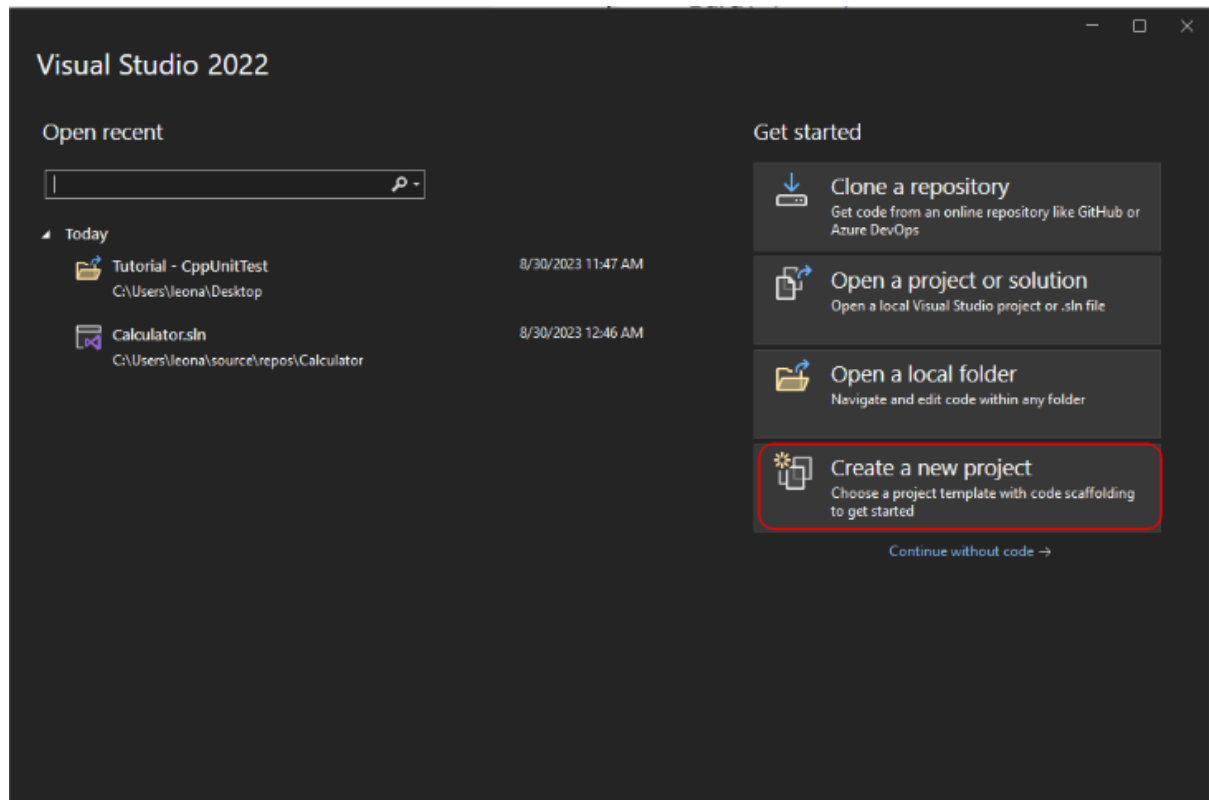 Visual Studio 2022
Open recent
Today
Tutorial - CppUnitTest
8/30/2023 11:47 AM
C:\Users\leona\Desktop
Calculator.sln
8/30/2023 12:46 AM
C:\Users\leona\source\repos\Calculator
Get started
Clone a repository
Get code from an online repository like GitHub or
Azure DevOps
Open a project or solution
Open a local Visual Studio project or .sln file
Open a local folder
Navigate and edit code within any folder
Create a new project
Choose a project template with code scaffolding
to get started
Continue without code →